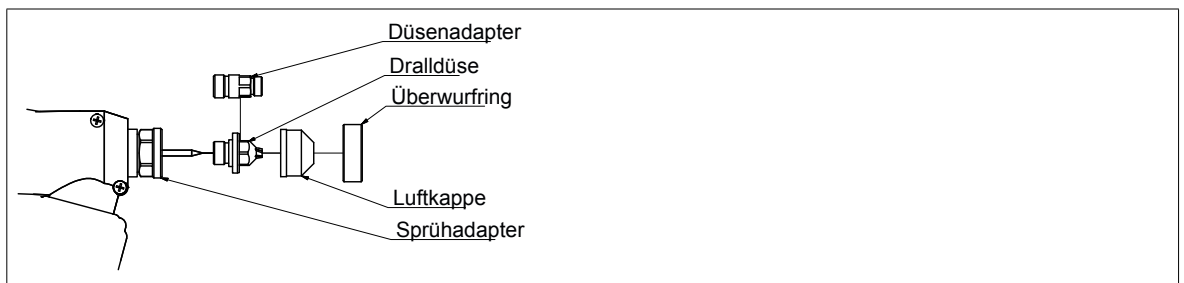 Düsenadapter
Dralldüse
Überwurfring
Luftkappe
Sprühadapter